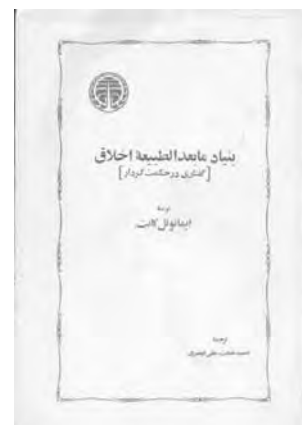 بنیاد مابعدالطبیعهٔ اخلاق
[گفتاری در حکمت کردار]
نوشته
ایمانوئل کانت
ترجمه
حمید عنایت، علی قیصری